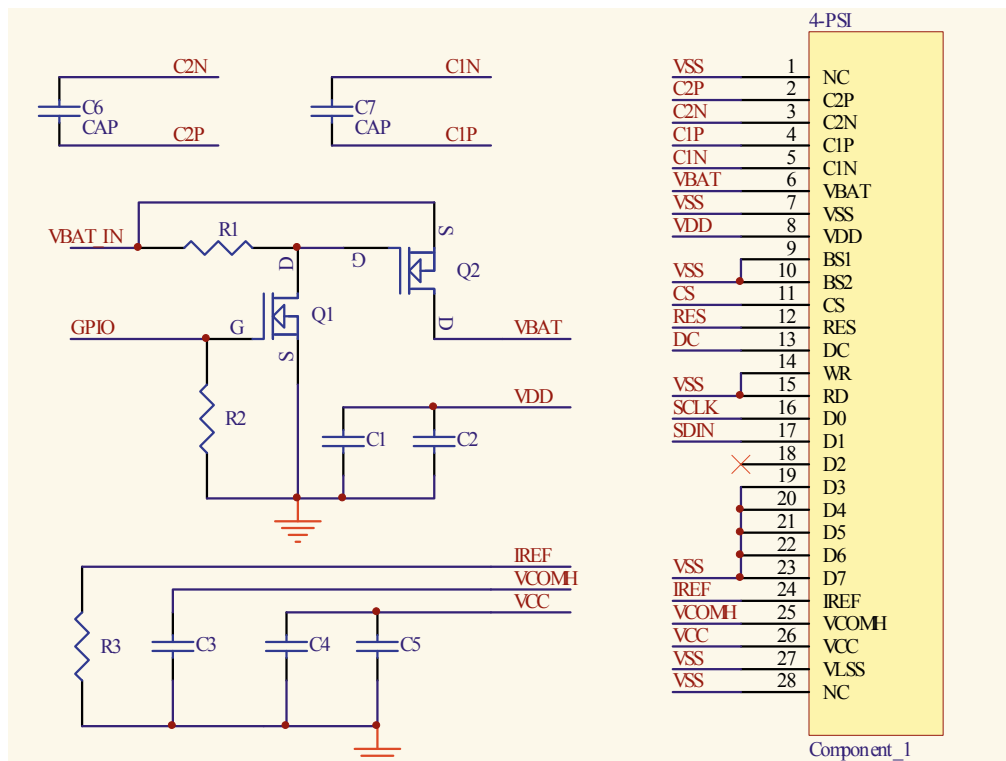 4-PSI
C2N
C6
CAP
C2P
C1N
C7
CAP
C1P
VBAT_IN
R1
S
G
D
Q2
D
VBAT
GPIO
G
Q1
S
R2
VDD
C1
C2
IREF
VCOMH
VCC
R3
C3
C4
C5
VSS 1 NC
C2P 2 C2P
C2N 3 C2N
C1P 4 C1P
C1N 5 C1N
VBAT 6 VBAT
VSS 7 VSS
VDD 8 VDD
9 BS1
VSS 10 BS2
CS 11 CS
RES 12 RES
DC 13 DC
14 WR
VSS 15 RD
SCLK 16 D0
SDIN 17 D1
18 D2
19 D3
20 D4
21 D5
22 D6
VSS 23 D7
IREF 24 IREF
VCOMH 25 VCOMH
VCC 26 VCC
VSS 27 VLSS
VSS 28 NC
Component_1